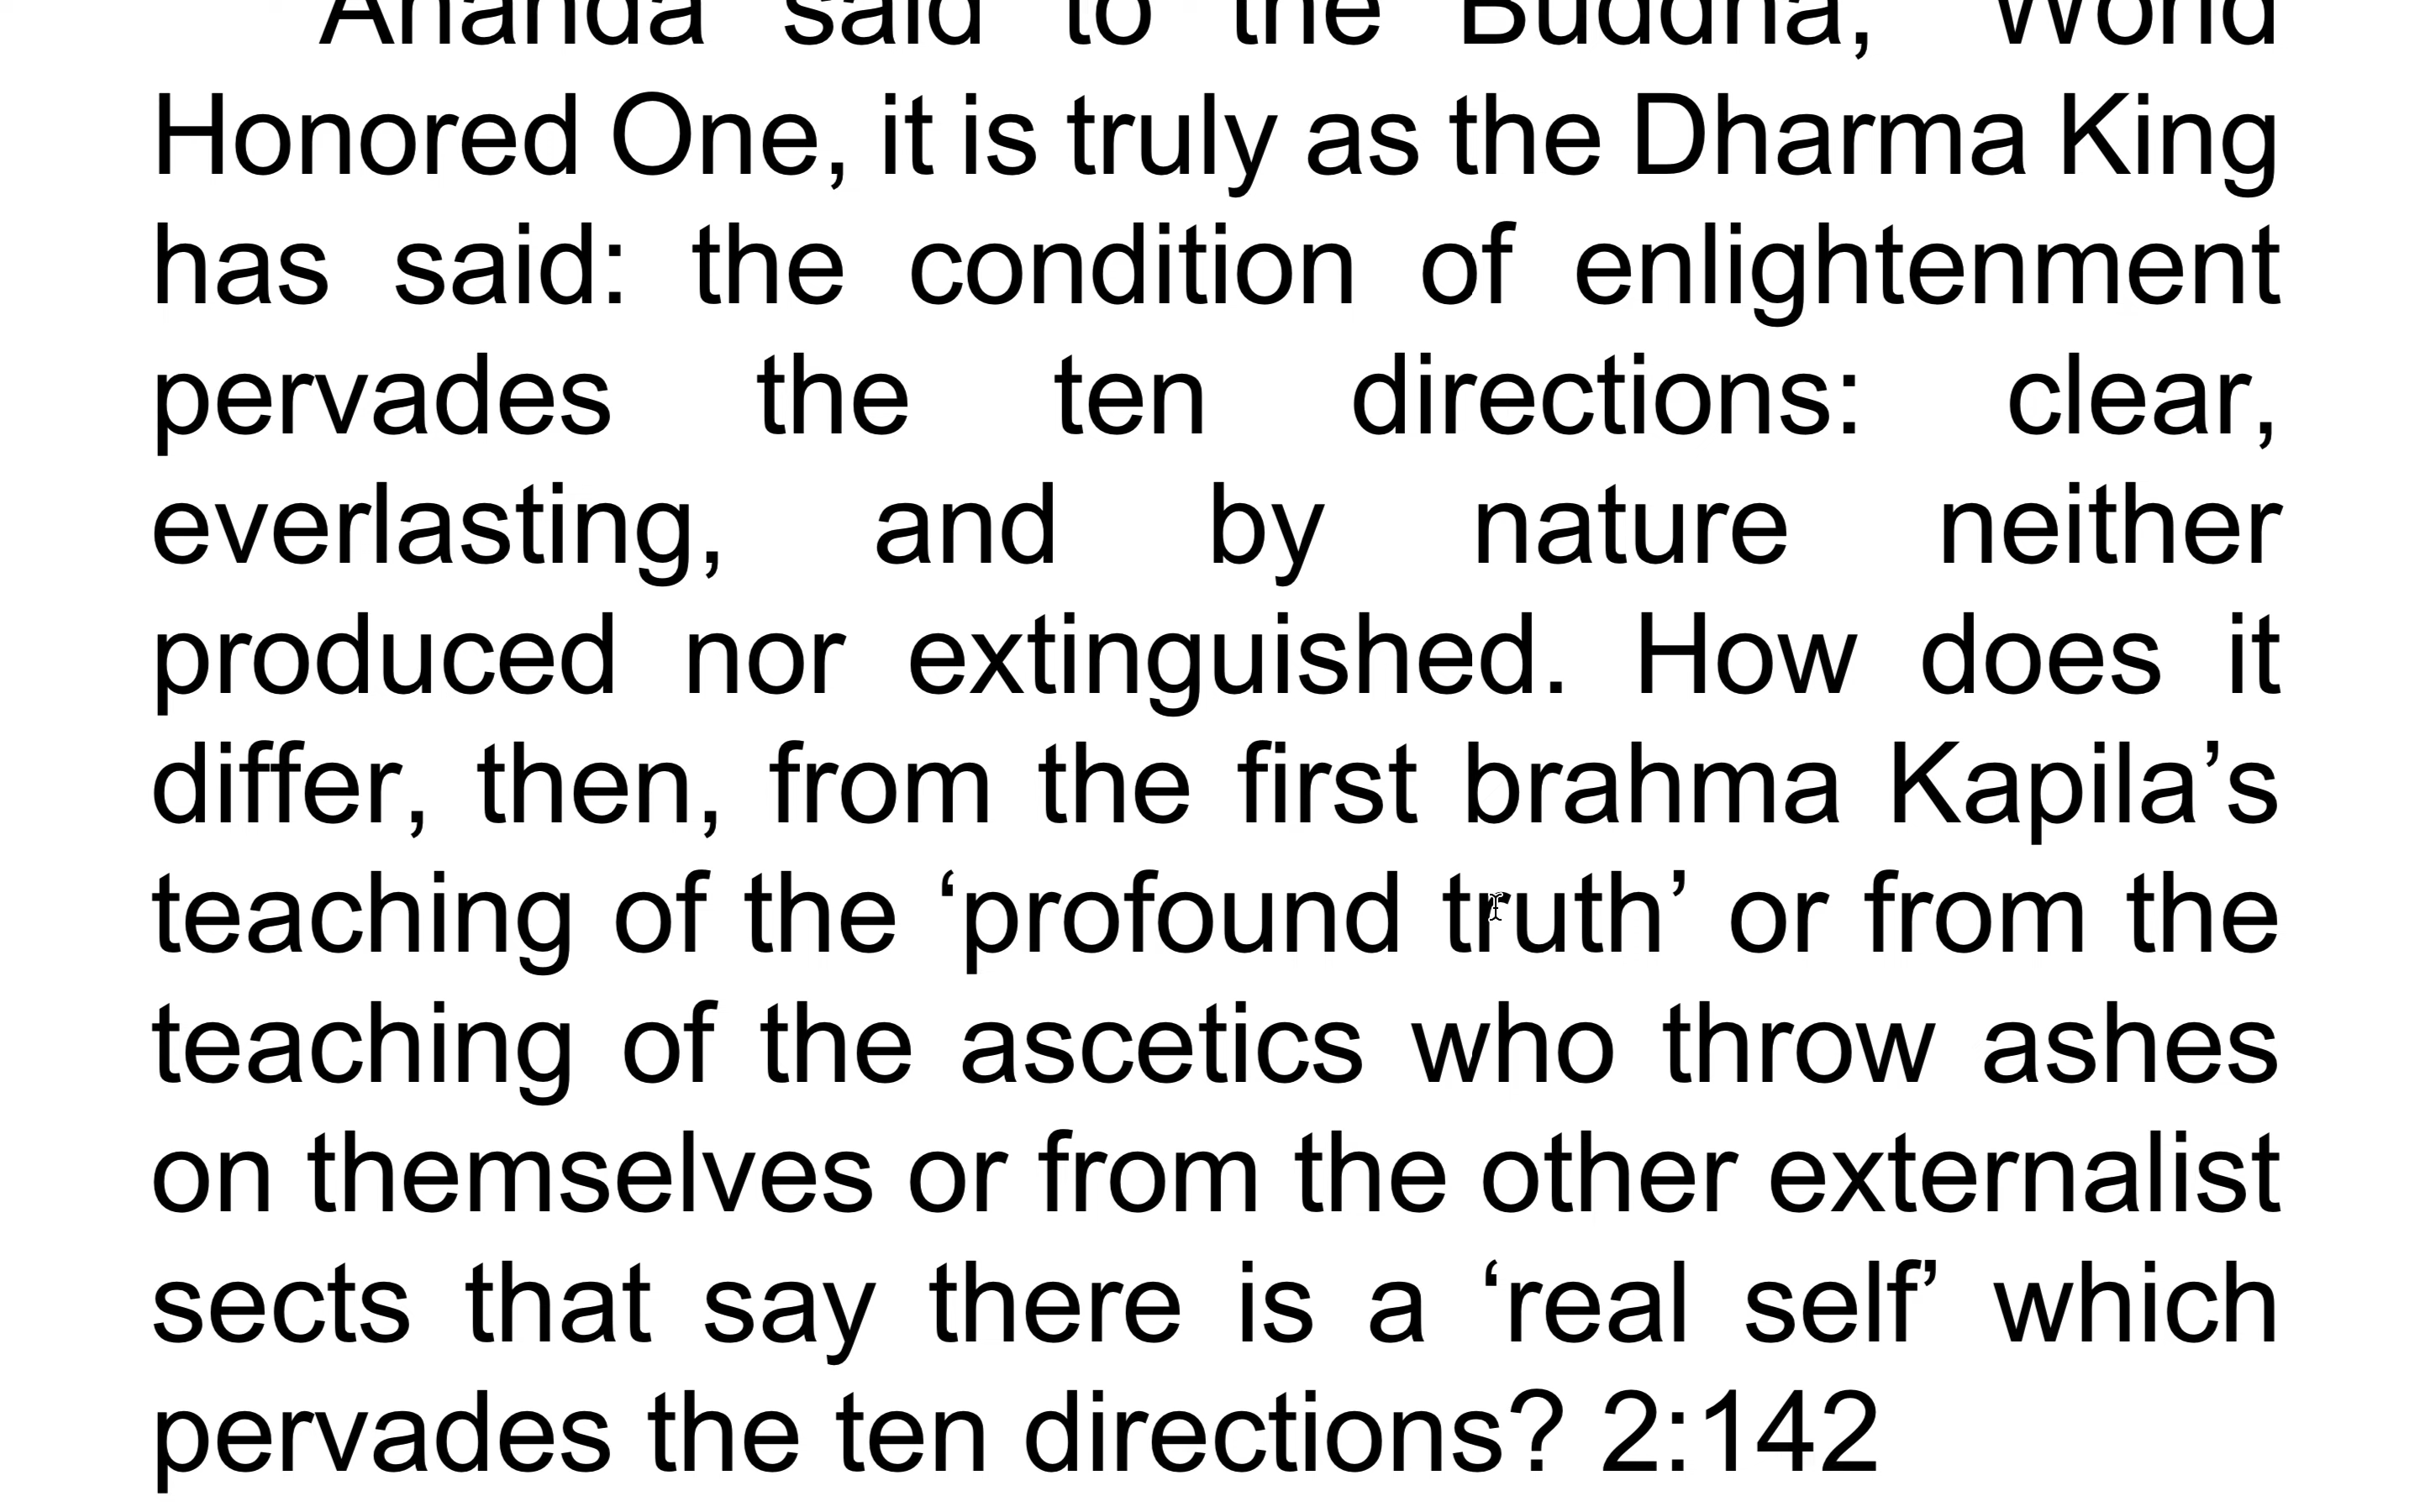 Ananda said to the Buddha, World
Honored One, it is truly as the Dharma King
has said: the condition of enlightenment
pervades the ten directions: clear,
everlasting, and by nature neither
produced nor extinguished. How does it
differ, then, from the first brahma Kapila’s
teaching of the ‘profound truth’ or from the
teaching of the ascetics who throw ashes
on themselves or from the other externalist
sects that say there is a ‘real self’ which
pervades the ten directions? 2:142